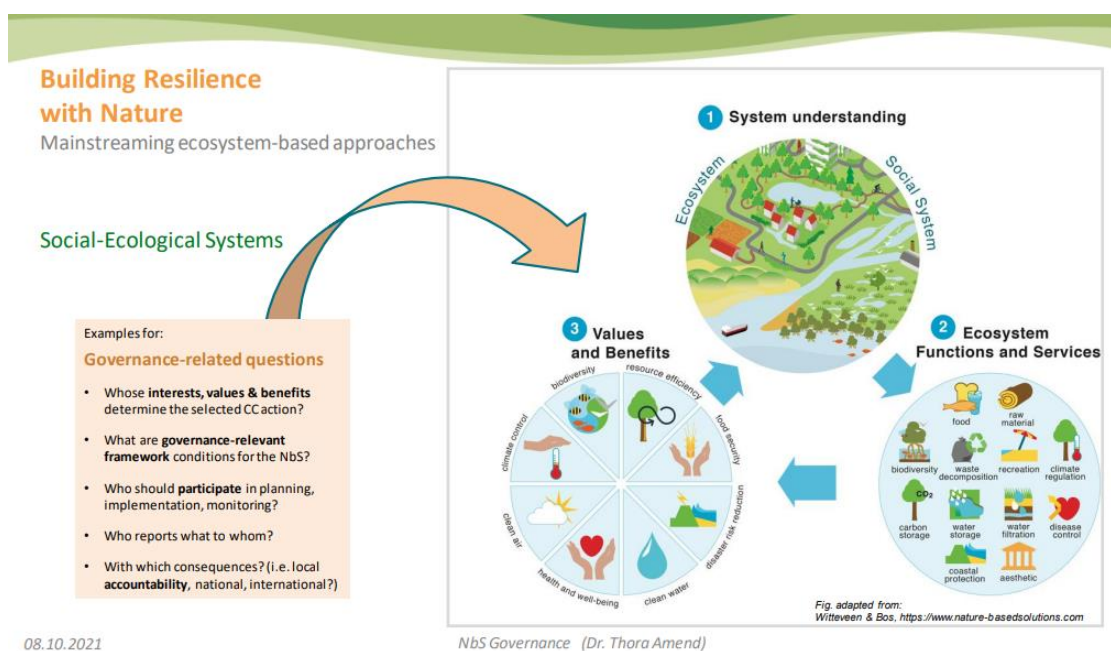 Building Resilience
with Nature
Mainstreaming ecosystem-based approaches
Social-Ecological Systems
Examples for:
Governance-related questions
• Whose interests, values & benefits
determine the selected CC action?
• What are governance-relevant
framework conditions for the NbS?
• Who should participate in planning,
implementation, monitoring?
• Who reports what to whom?
• With which consequences? (i.e. local
accountability, national, international?)
1 System understanding
Ecosystem
Social System
2 Ecosystem
Functions and Services
food
raw
material
biodiversity
waste
decomposition
recreation
climate
regulation
CO2
carbon
storage
water
storage
water
filtration
disease
control
coastal
protection
aesthetic
3 Values
and Benefits
biodiversity
resource efficiency
food security
disaster risk reduction
clean water
health and well-being
clean air
climate control
Fig. adapted from:
Witteveen & Bos, https://www.nature-basedsolutions.com
08.10.2021
NbS Governance (Dr. Thora Amend)